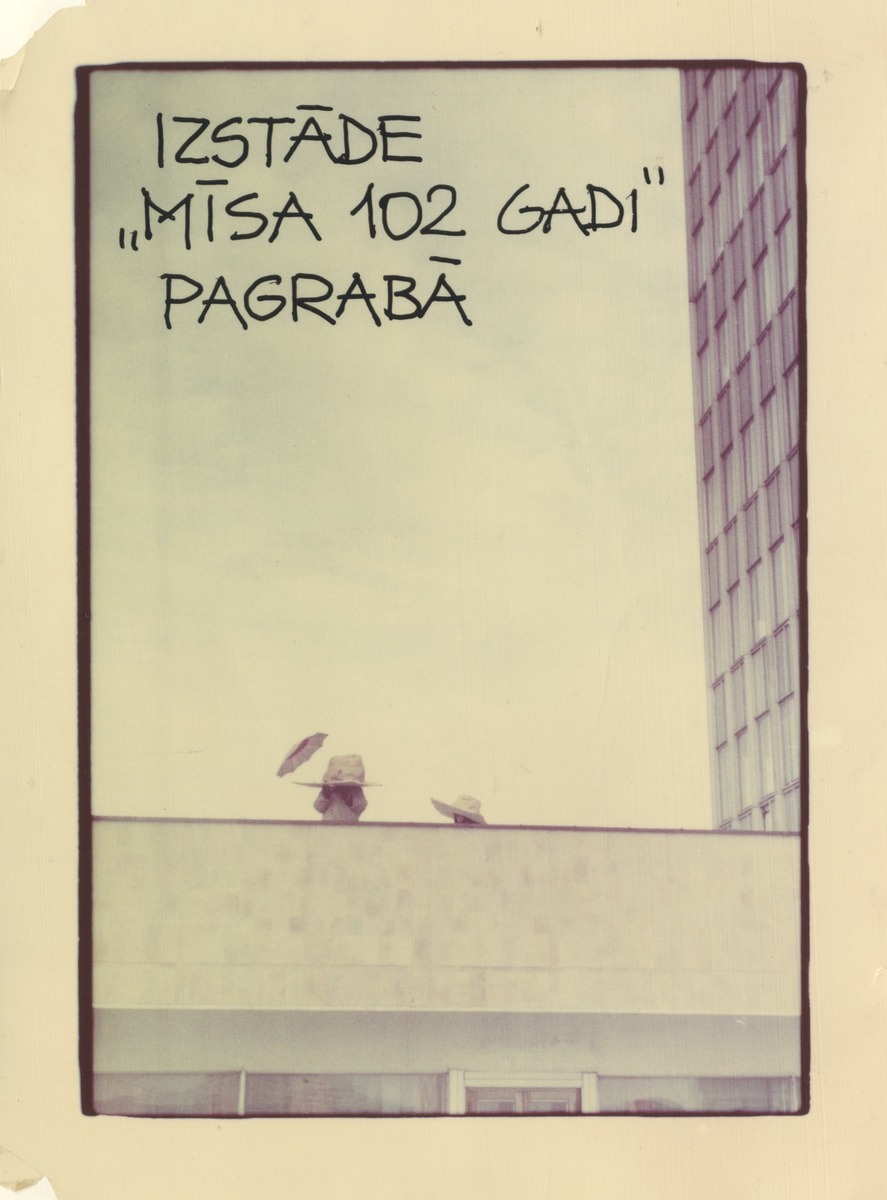 IZSTĀDE
„MĪSA 102 GADI"
PAGRABĀ